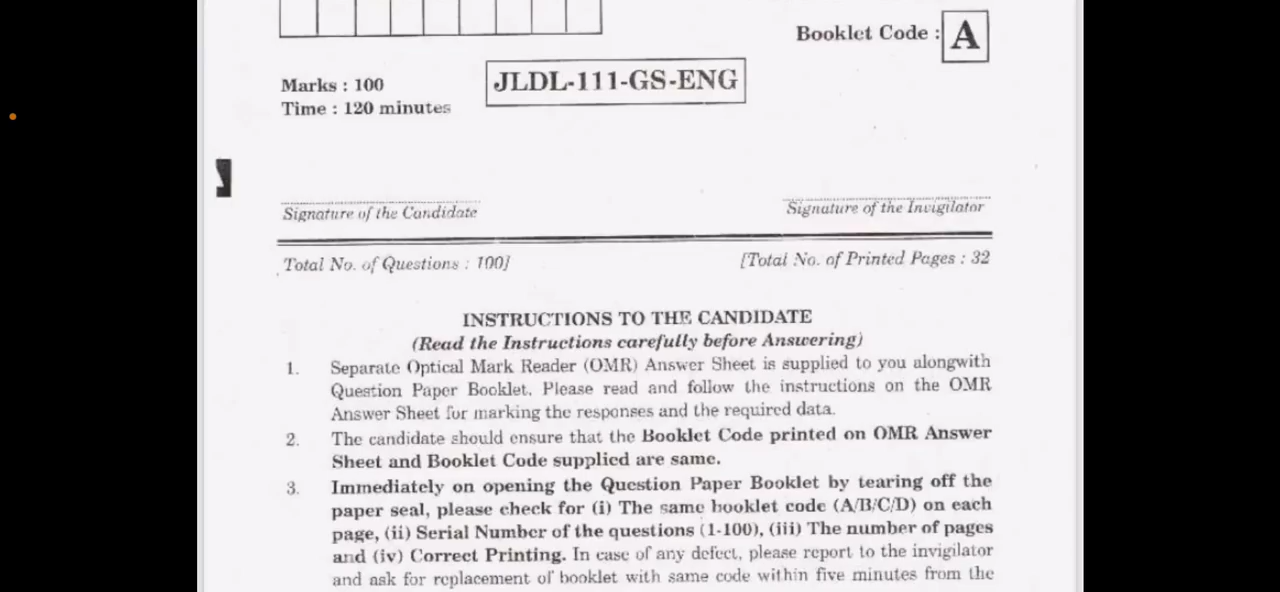 Booklet Code : A
Marks : 100
JLDL-111-GS-ENG
Time : 120 minutes
Signature of the Candidate
Signature of the Invigilator
Total No. of Questions : 100]
[Total No. of Printed Pages : 32
INSTRUCTIONS TO THE CANDIDATE
(Read the Instructions carefully before Answering)
1. Separate Optical Mark Reader (OMR) Answer Sheet is supplied to you alongwith
Question Paper Booklet. Please read and follow the instructions on the OMR
Answer Sheet for marking the responses and the required data.
2. The candidate should ensure that the Booklet Code printed on OMR Answer
Sheet and Booklet Code supplied are same.
3. Immediately on opening the Question Paper Booklet by tearing off the
paper seal, please check for (i) The same booklet code (A/B/C/D) on each
page, (ii) Serial Number of the questions (1-100), (iii) The number of pages
and (iv) Correct Printing. In case of any defect, please report to the invigilator
and ask for replacement of booklet with same code within five minutes from the